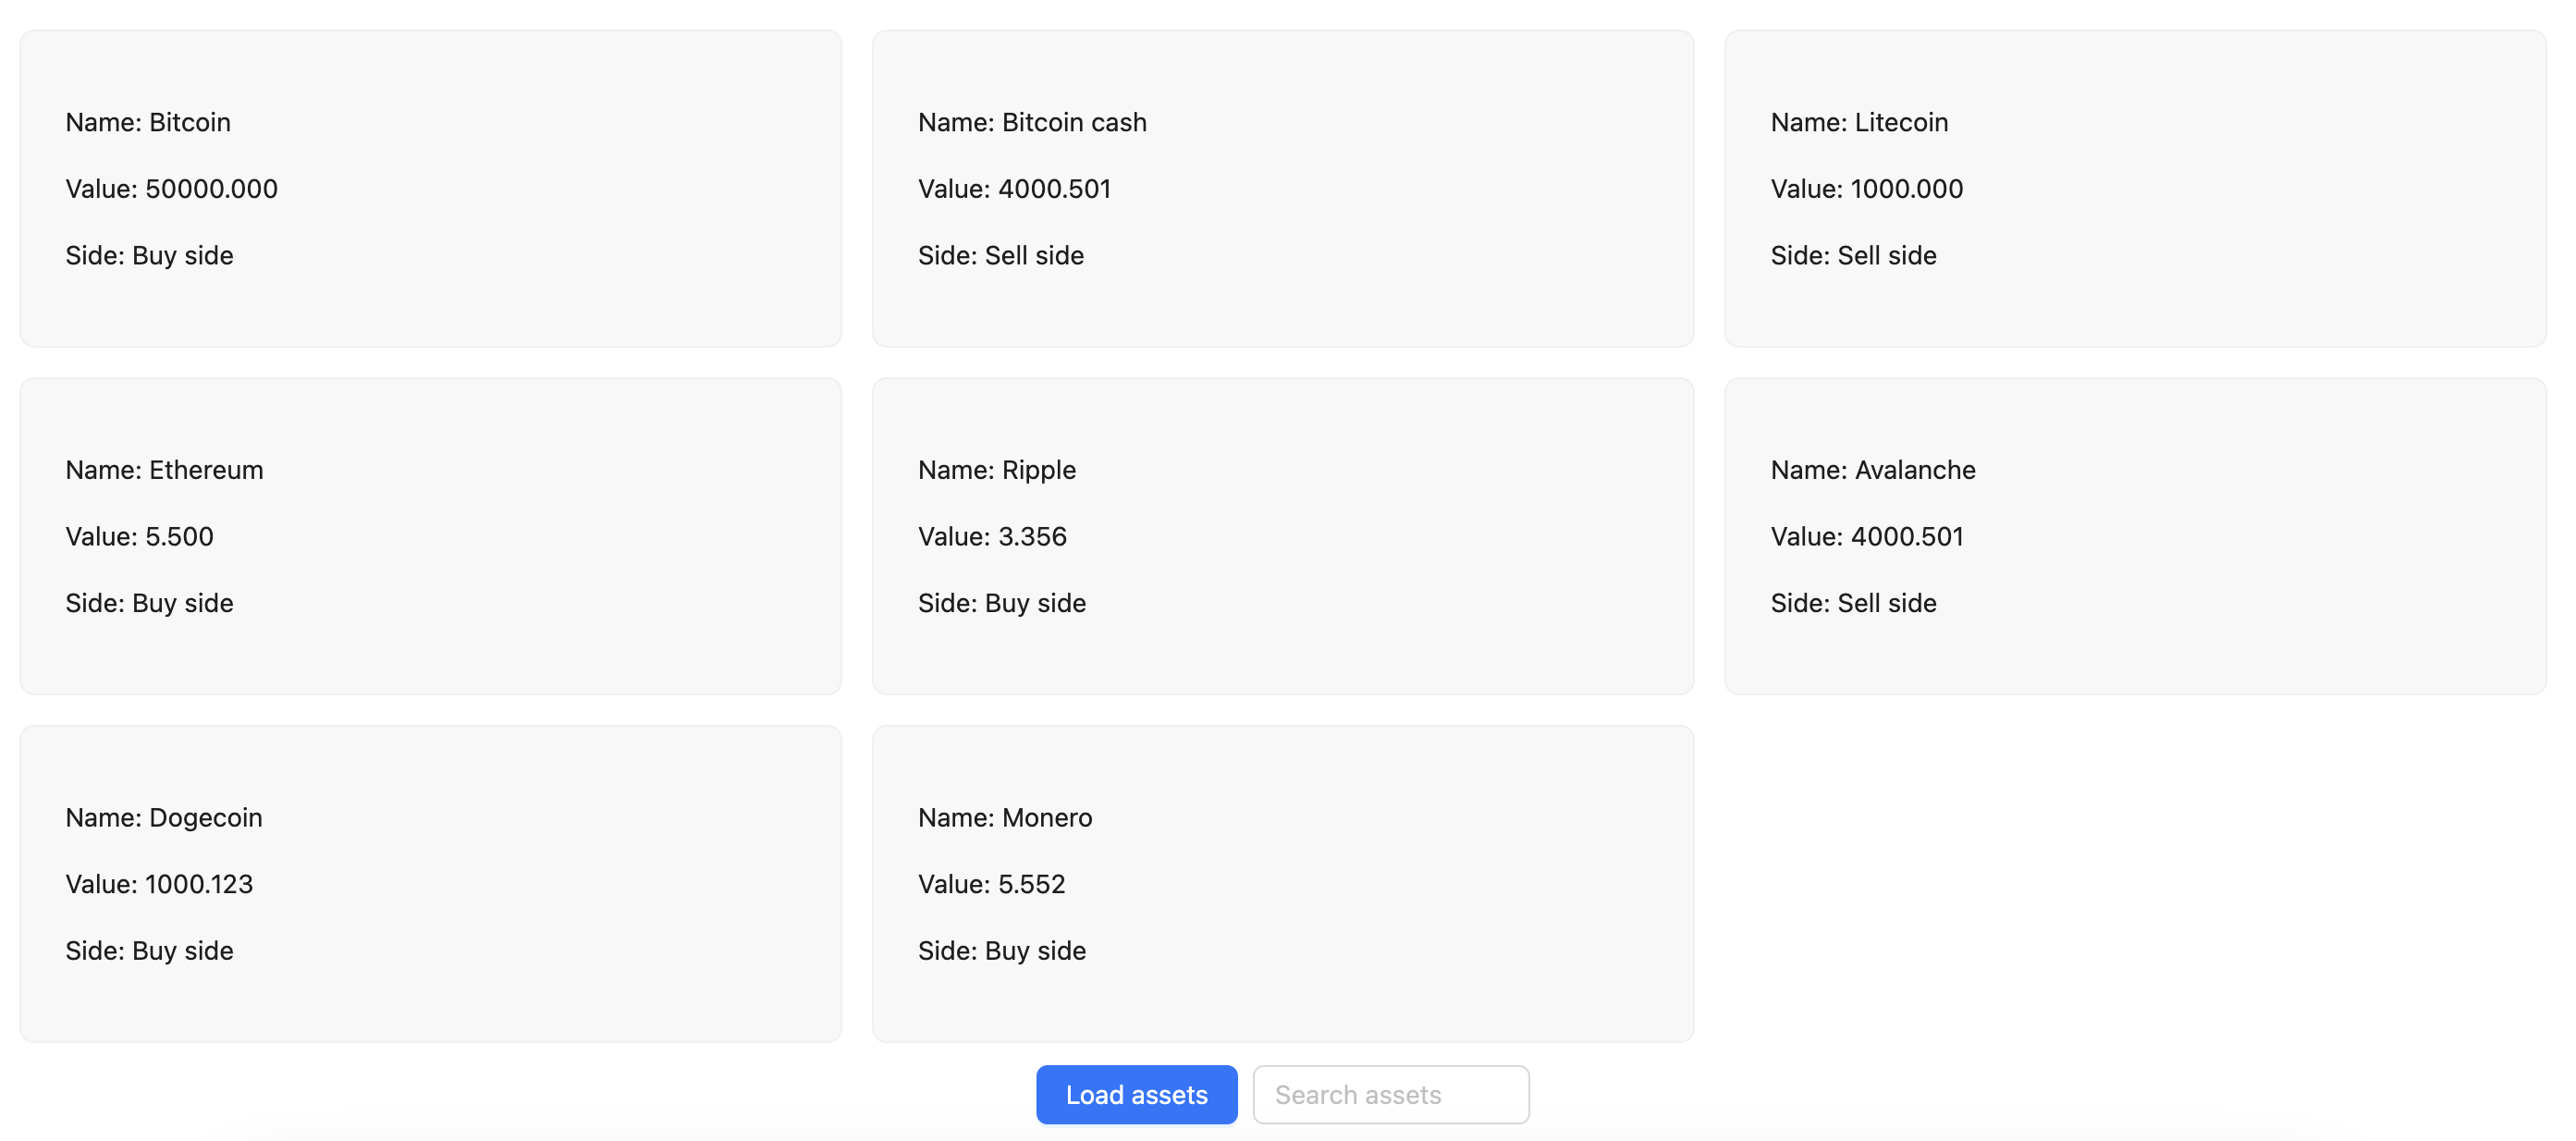 Name: Bitcoin
Value: 50000.000
Side: Buy side
Name: Bitcoin cash
Value: 4000.501
Side: Sell side
Name: Litecoin
Value: 1000.000
Side: Sell side
Name: Ethereum
Value: 5.500
Side: Buy side
Name: Ripple
Value: 3.356
Side: Buy side
Name: Avalanche
Value: 4000.501
Side: Sell side
Name: Dogecoin
Value: 1000.123
Side: Buy side
Name: Monero
Value: 5.552
Side: Buy side
Load assets
Search assets